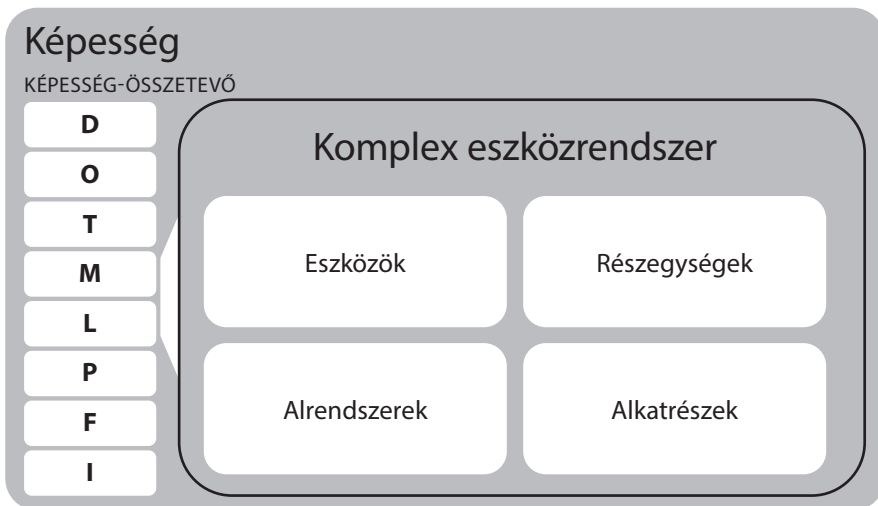 Képesség
KÉPESSÉG-ÖSSZETEVŐ
D
O
T
M
L
P
F
I
Komplex eszközrendszer
Eszközök
Részegységek
Alrendszerek
Alkatrészek